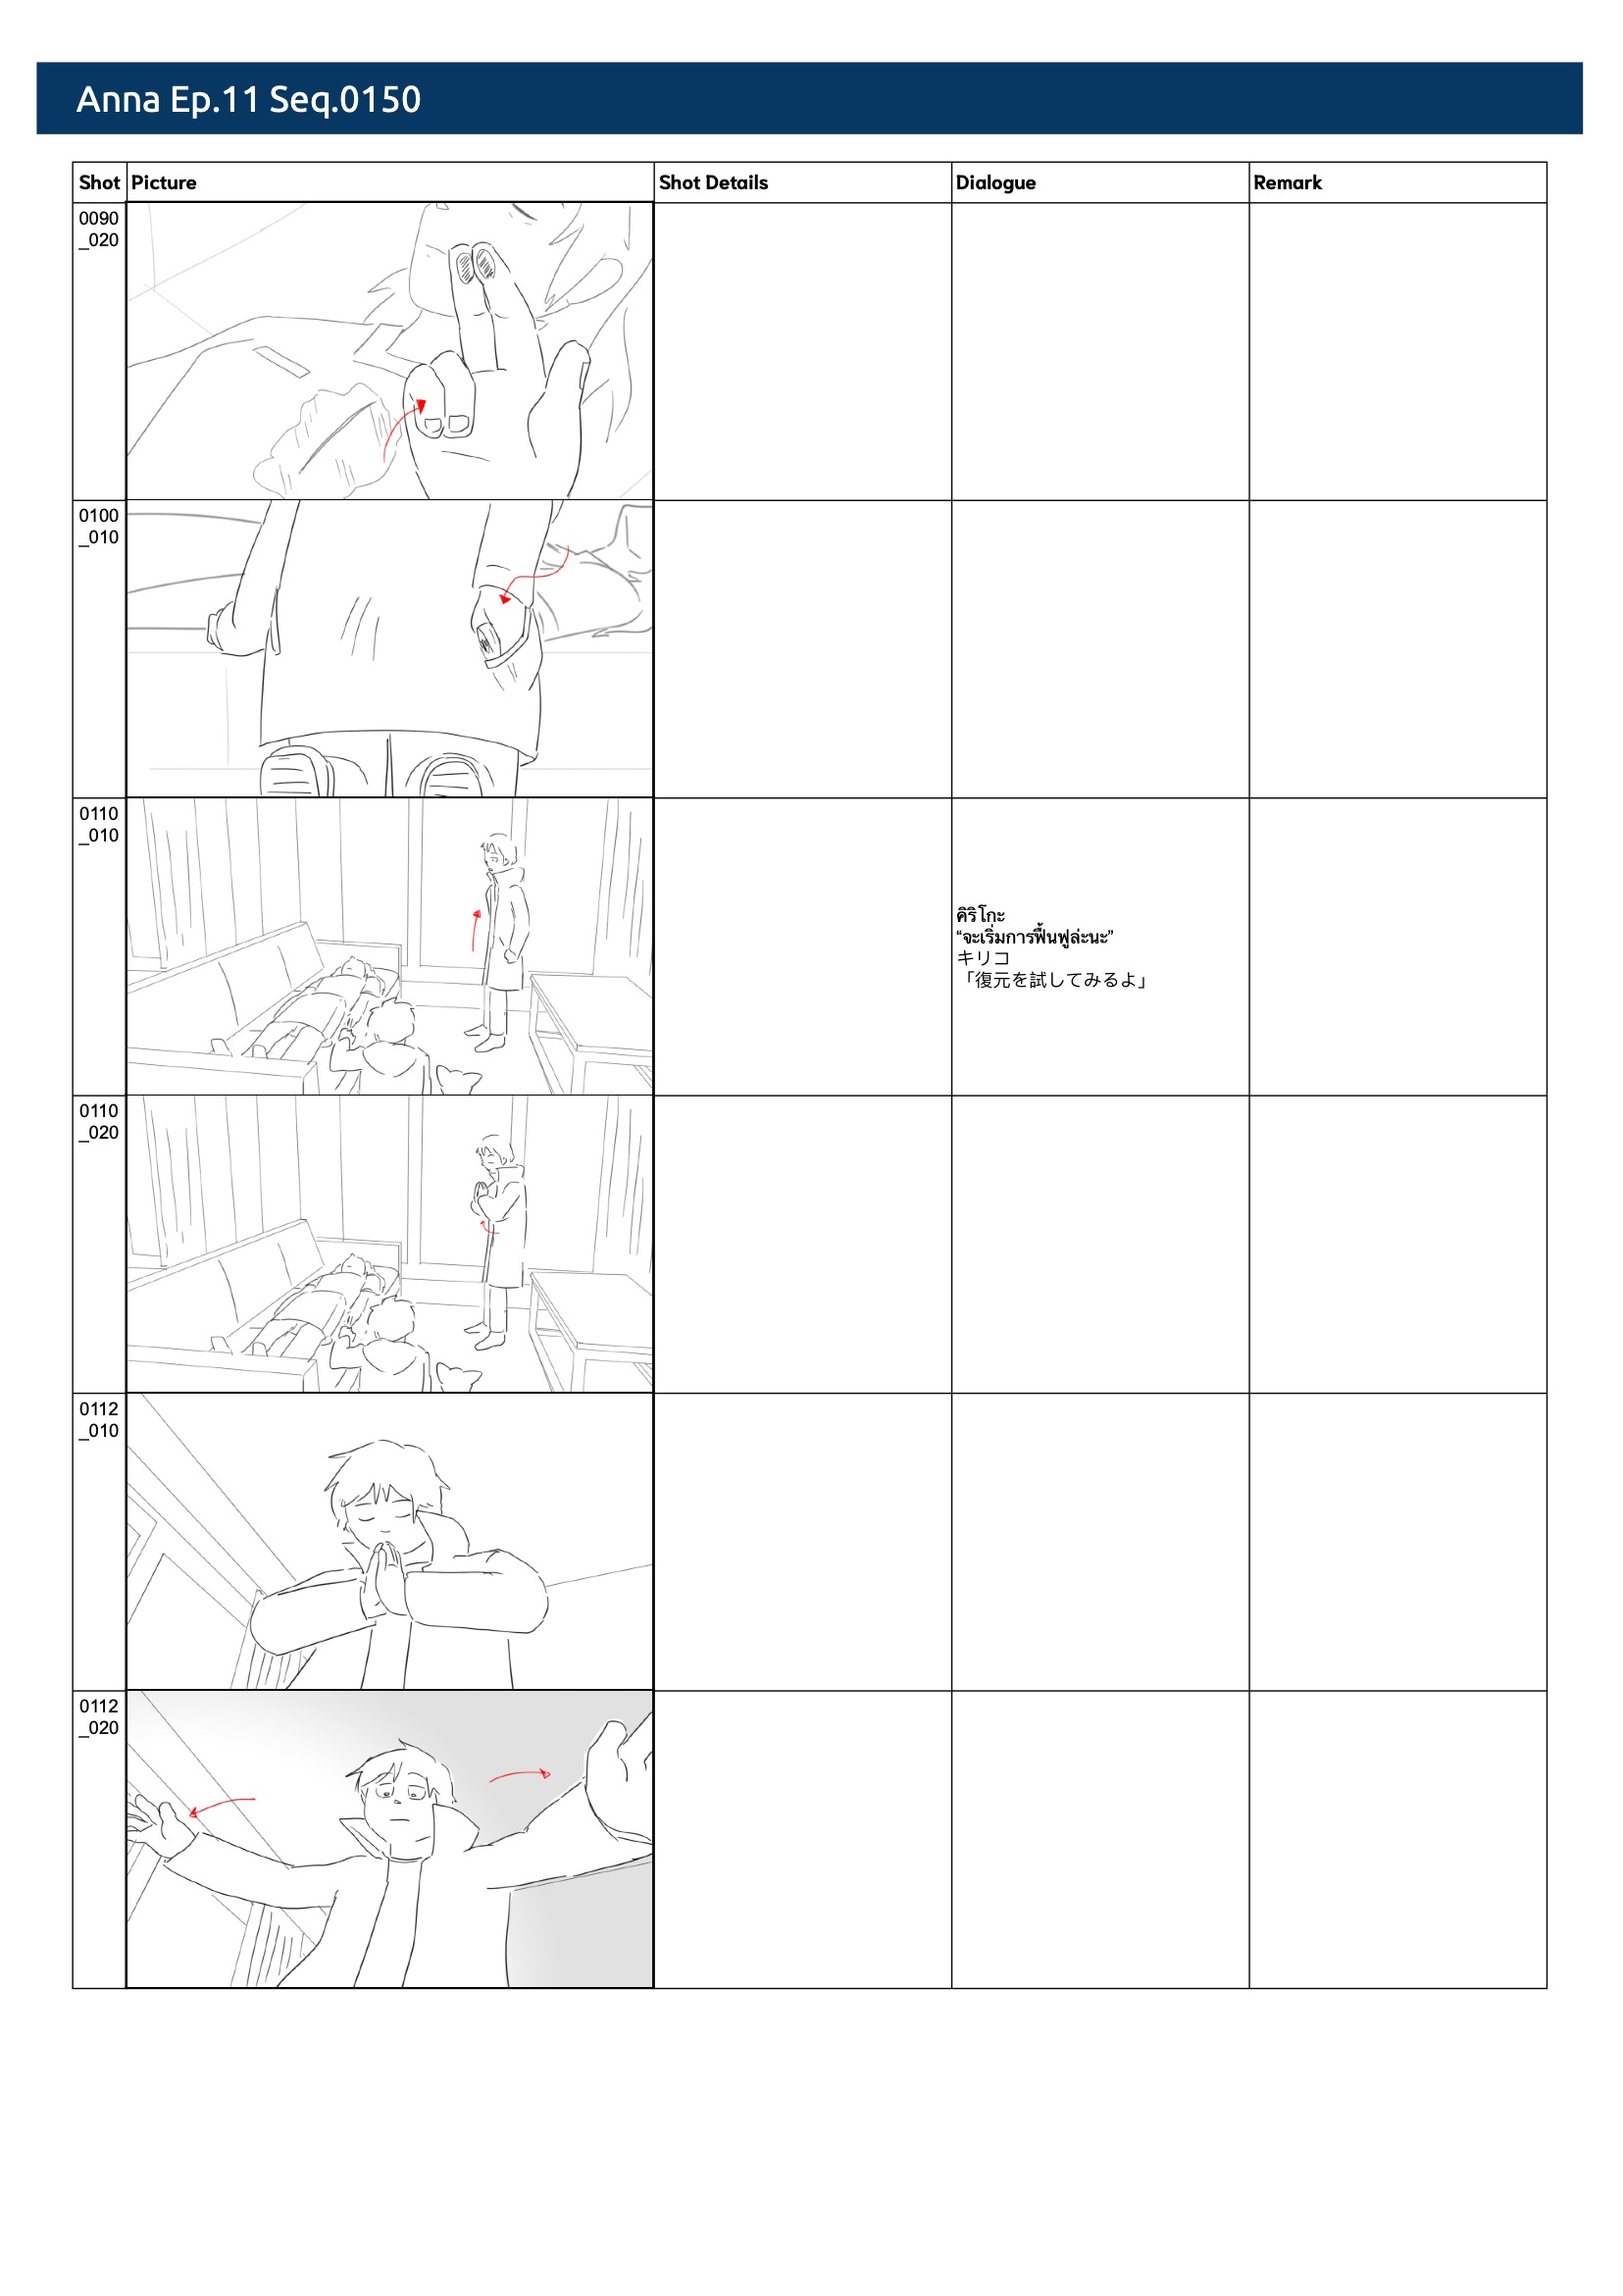 Anna Ep.11 Seq.0150
Shot Picture Shot Details Dialogue Remark
0090
_020
0100
_010
0110
_010
คิริโกะ
“จะเริ่มการฟื้นฟูล่ะนะ”
キリコ
「復元を試してみるよ」
0110
_020
0112
_010
0112
_020